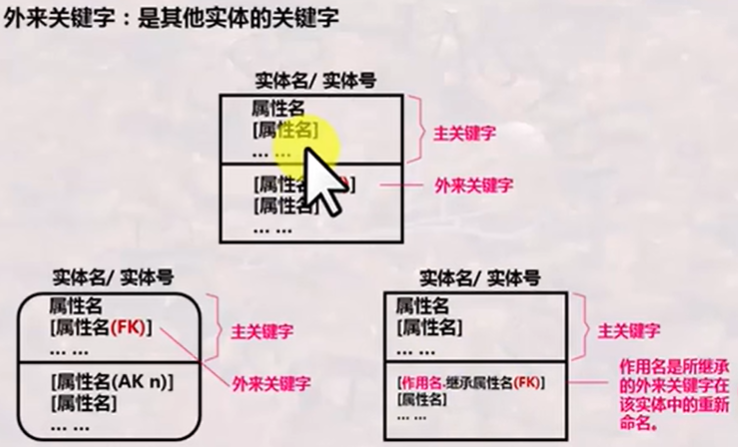 外来关键字：是其他实体的关键字
实体名/ 实体号
属性名
[属性名]
... ...
主关键字
[属性名 )]
外来关键字
[属性名]
... ...
实体名/ 实体号
属性名
[属性名(FK)]
... ...
主关键字
[属性名(AK n)]
外来关键字
[属性名]
... ...
实体名/ 实体号
属性名
[属性名]
... ...
主关键字
[作用名.继承属性名(FK)]
[属性名]
... ...
作用名是所继承
的外来关键字在
该实体中的重新
命名。